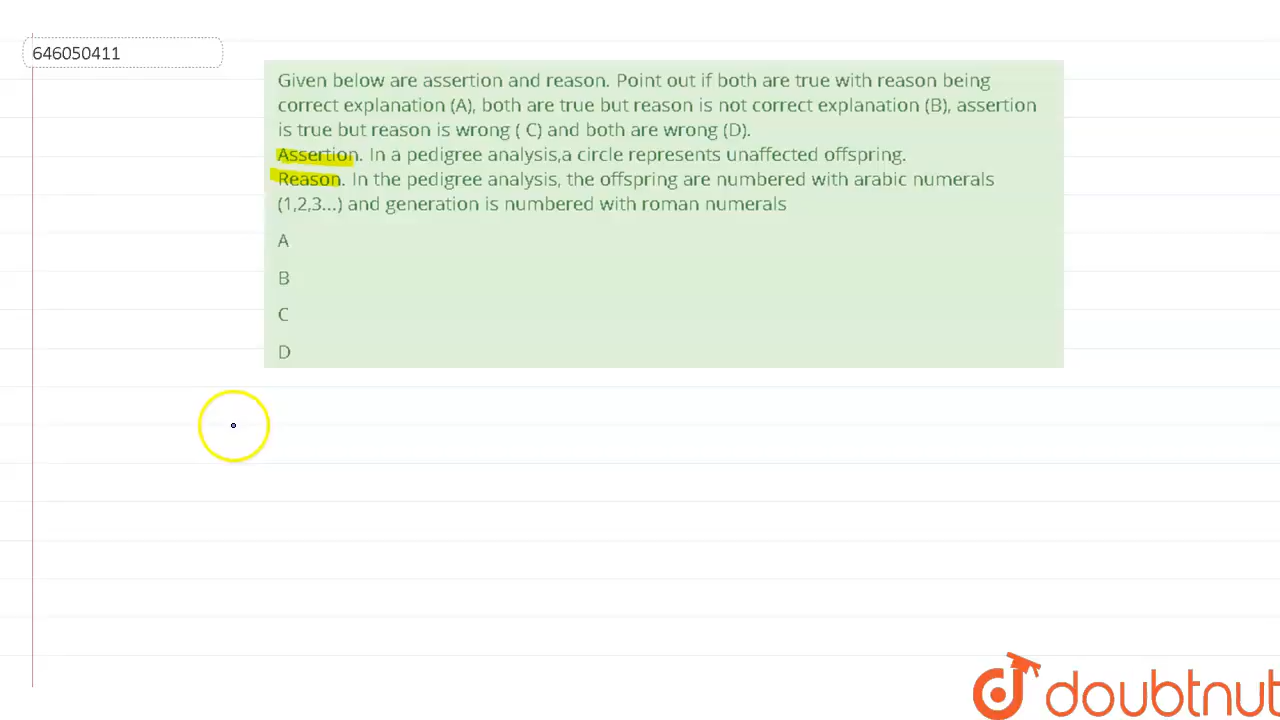 646050411
Given below are assertion and reason. Point out if both are true with reason being
correct explanation (A), both are true but reason is not correct explanation (B), assertion
is true but reason is wrong ( C) and both are wrong (D).
Assertion. In a pedigree analysis,a circle represents unaffected offspring.
Reason. In the pedigree analysis, the offspring are numbered with arabic numerals
(1,2,3...) and generation is numbered with roman numerals
A
B
C
D
doubtnut